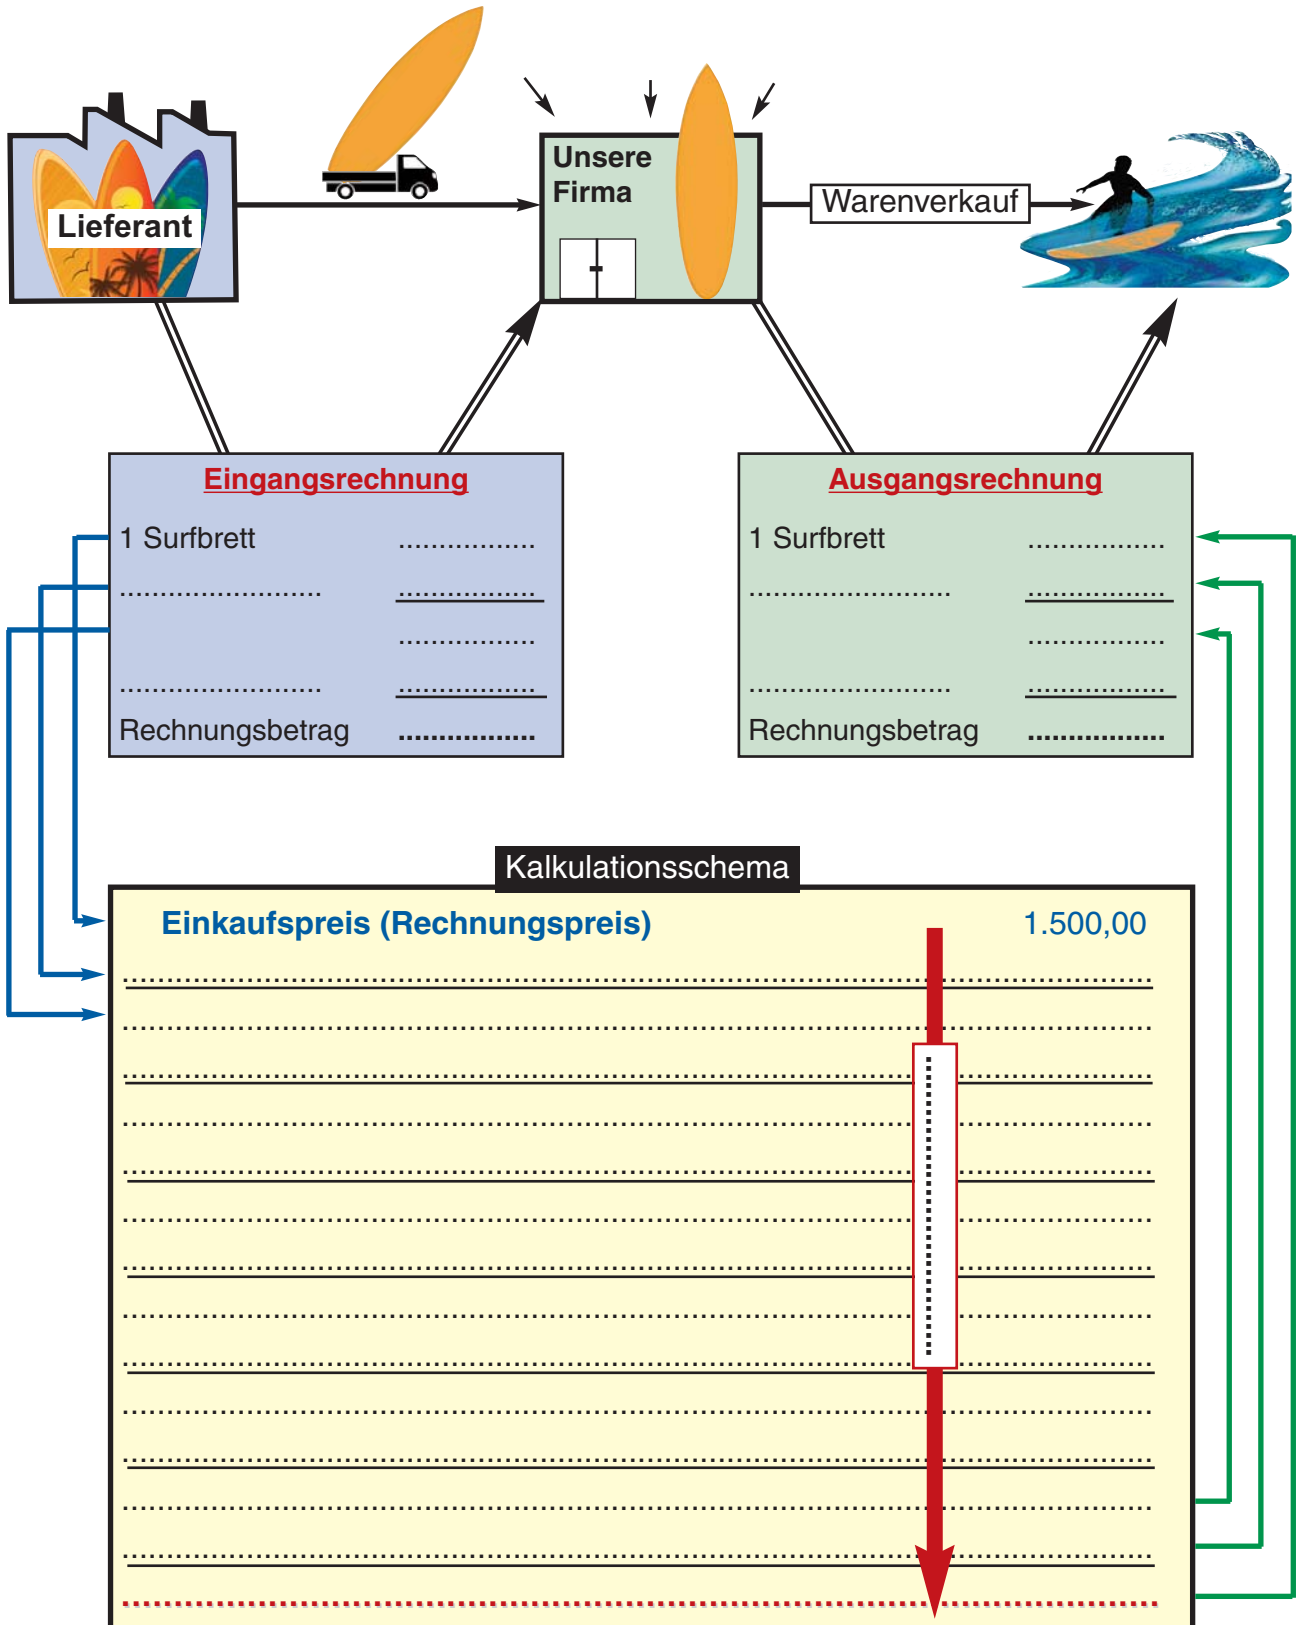 Lieferant
Unsere
Firma
Warenverkauf
Eingangsrechnung
1 Surfbrett .................
......................... .................
.................
......................... .................
Rechnungsbetrag .................
Ausgangsrechnung
1 Surfbrett .................
......................... .................
.................
......................... .................
Rechnungsbetrag .................
Kalkulationsschema
Einkaufspreis (Rechnungspreis) 1.500,00